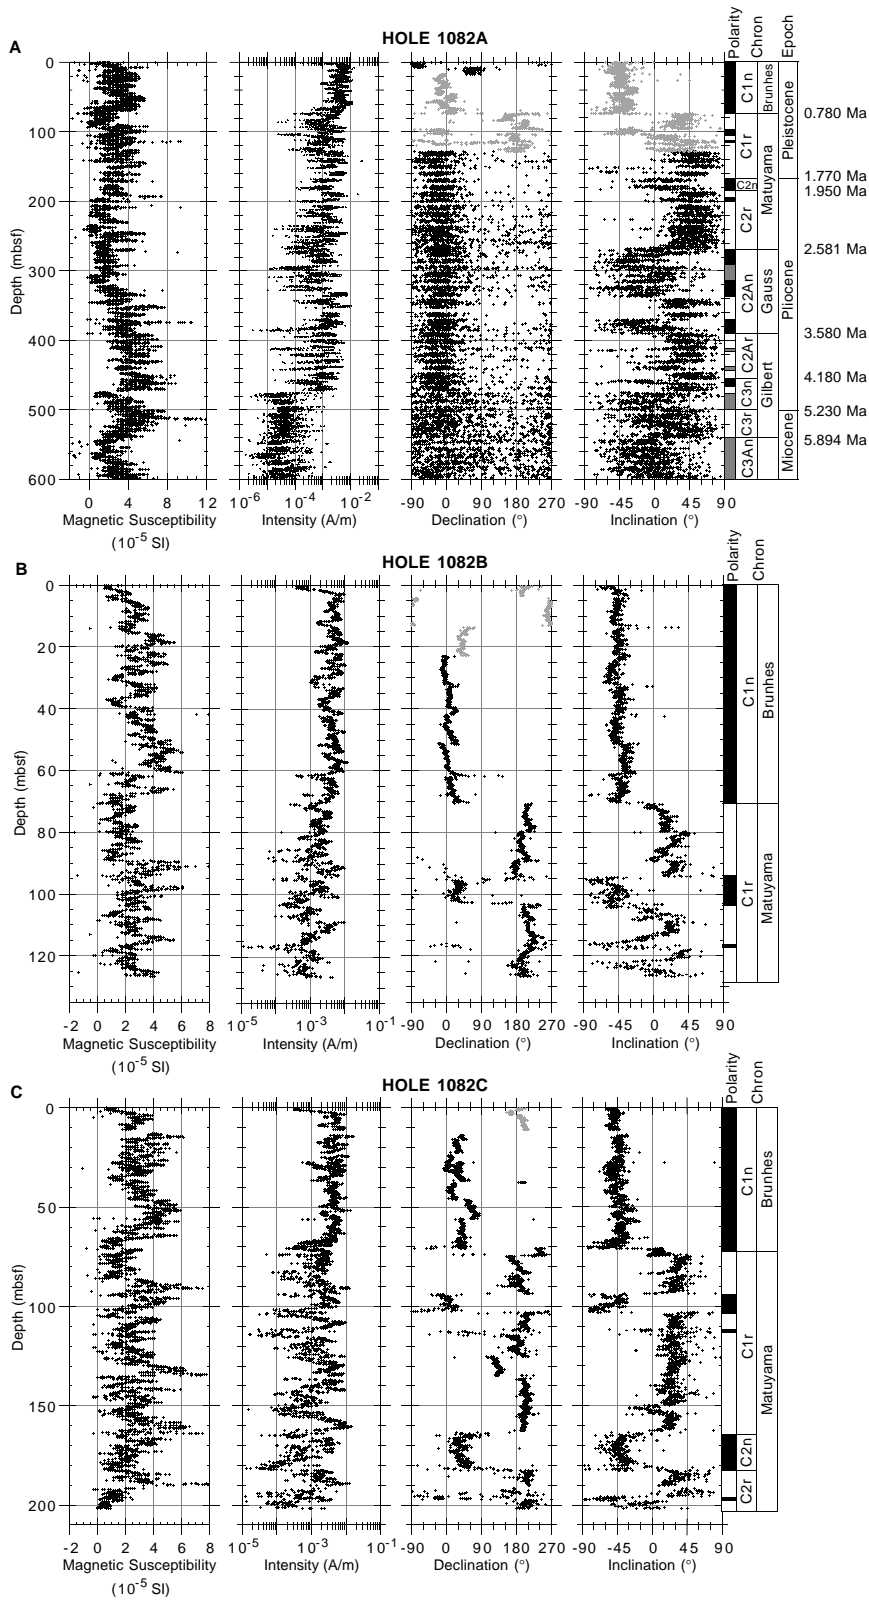 A
HOLE 1082A
Polarity
Chron
Epoch
0
100
200
300
400
500
600
Depth (mbsf)
0 4 8 12
Magnetic Susceptibility
(10-5 SI)
10-6 10-4 10-2
Intensity (A/m)
-90 0 90 180 270
Declination (°)
-90 -45 0 45 90
Inclination (°)
C1n
C1r
C2n
C2r
C2An
C2Ar
C3n
C3r
C3An
Brunhes
Matuyama
Gauss
Gilbert
Pleistocene
Pliocene
Miocene
0.780 Ma
1.770 Ma
1.950 Ma
2.581 Ma
3.580 Ma
4.180 Ma
5.230 Ma
5.894 Ma
B
HOLE 1082B
Polarity
Chron
0
20
40
60
80
100
120
Depth (mbsf)
-2 0 2 4 6 8
Magnetic Susceptibility
(10-5 SI)
10-5 10-3 10-1
Intensity (A/m)
-90 0 90 180 270
Declination (°)
-90 -45 0 45 90
Inclination (°)
C1n
C1r
Brunhes
Matuyama
C
HOLE 1082C
Polarity
Chron
0
50
100
150
200
Depth (mbsf)
-2 0 2 4 6 8
Magnetic Susceptibility
(10-5 SI)
10-5 10-3 10-1
Intensity (A/m)
-90 0 90 180 270
Declination (°)
-90 -45 0 45 90
Inclination (°)
C1n
C1r
C2n
C2r
Brunhes
Matuyama